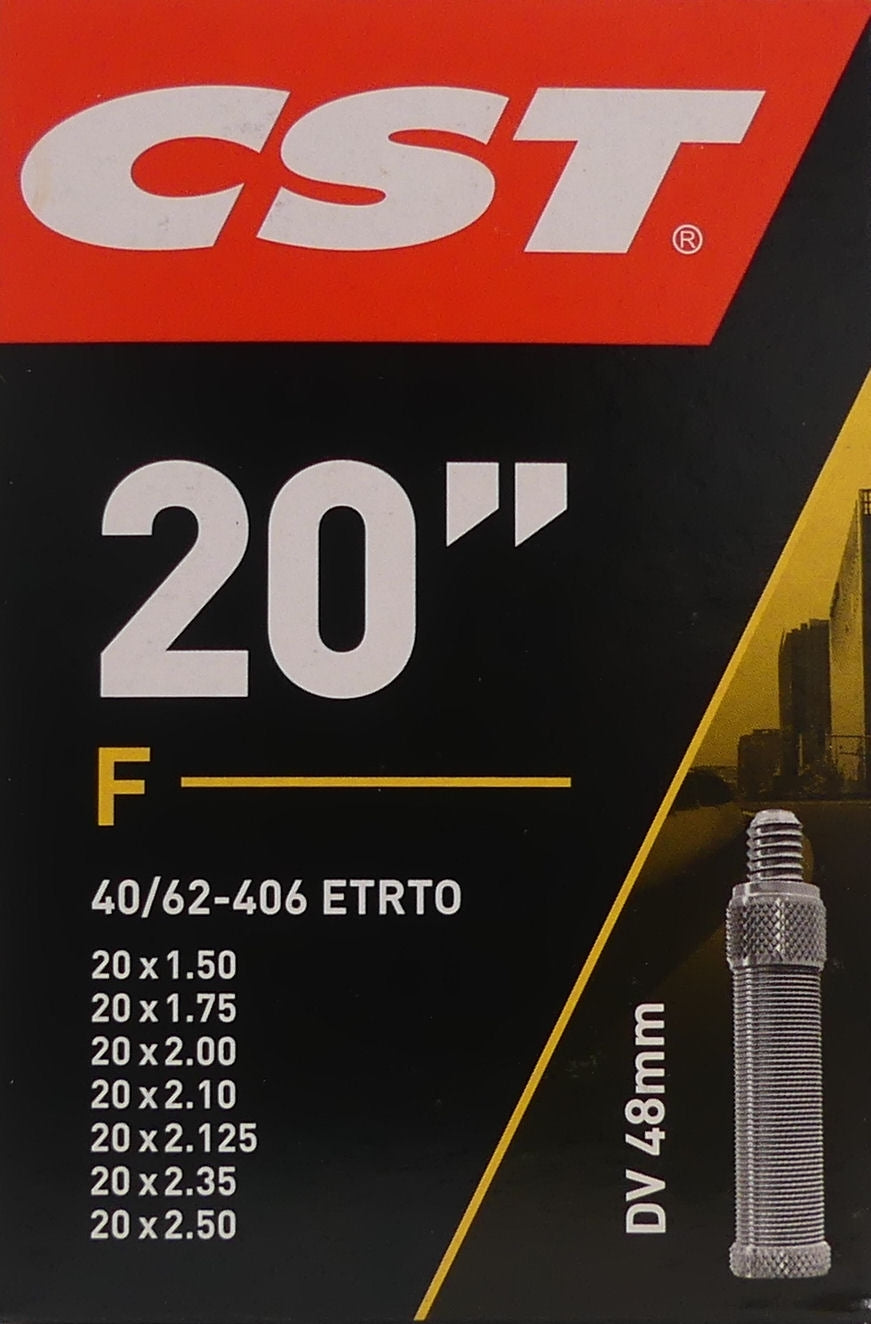 CST®
20”
F
40/62-406 ETRTO
20 x 1.50
20 x 1.75
20 x 2.00
20 x 2.10
20 x 2.125
20 x 2.35
20 x 2.50
DV 48mm